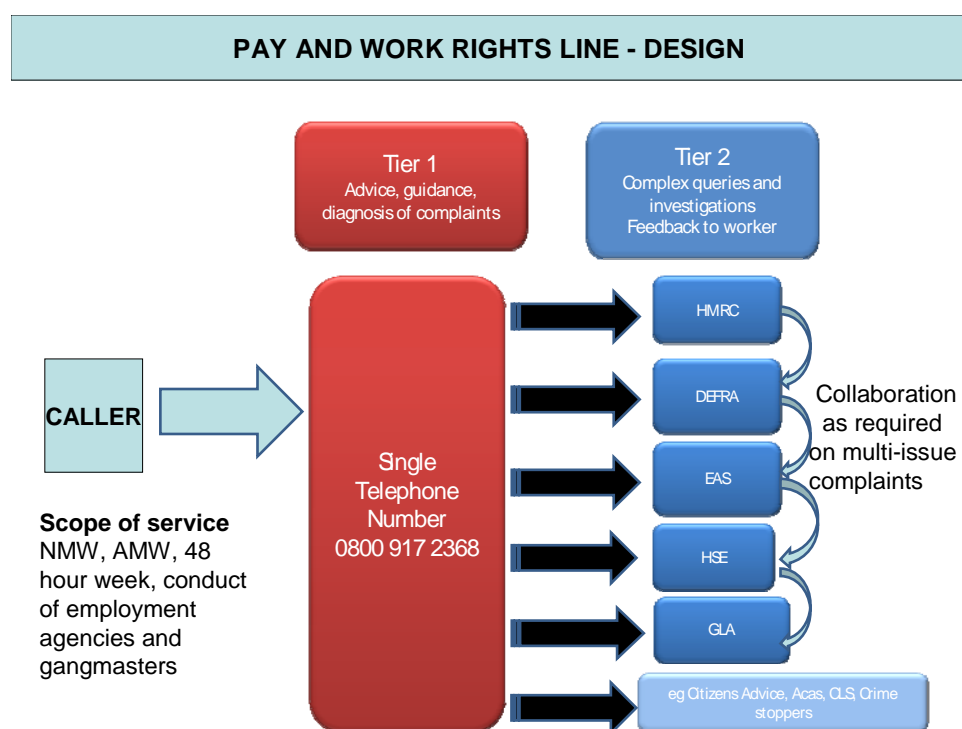 PAY AND WORK RIGHTS LINE - DESIGN
Tier 1
Advice, guidance,
diagnosis of complaints
Tier 2
Complex queries and
investigations
Feedback to worker
CALLER
Scope of service
NMW, AMW, 48
hour week, conduct
of employment
agencies and
gangmasters
Single
Telephone
Number
0800 917 2368
HMRC
DEFRA
EAS
HSE
GLA
eg Citizens Advice, Acas, CLS, Crime
stoppers
Collaboration
as required
on multi-issue
complaints